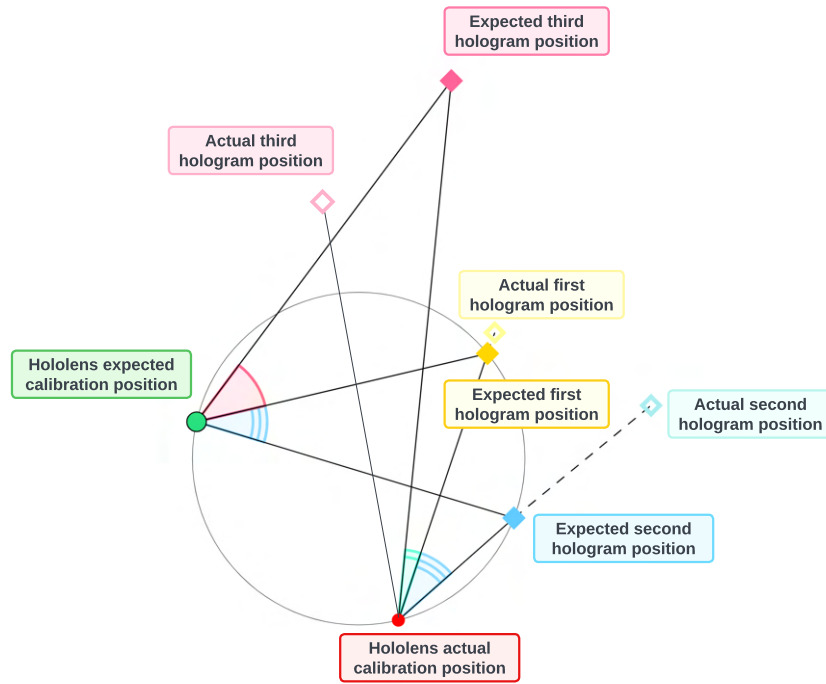 Expected third
hologram position
Actual third
hologram position
Actual first
hologram position
Hololens expected
calibration position
Expected first
hologram position
Actual second
hologram position
Expected second
hologram position
Hololens actual
calibration position